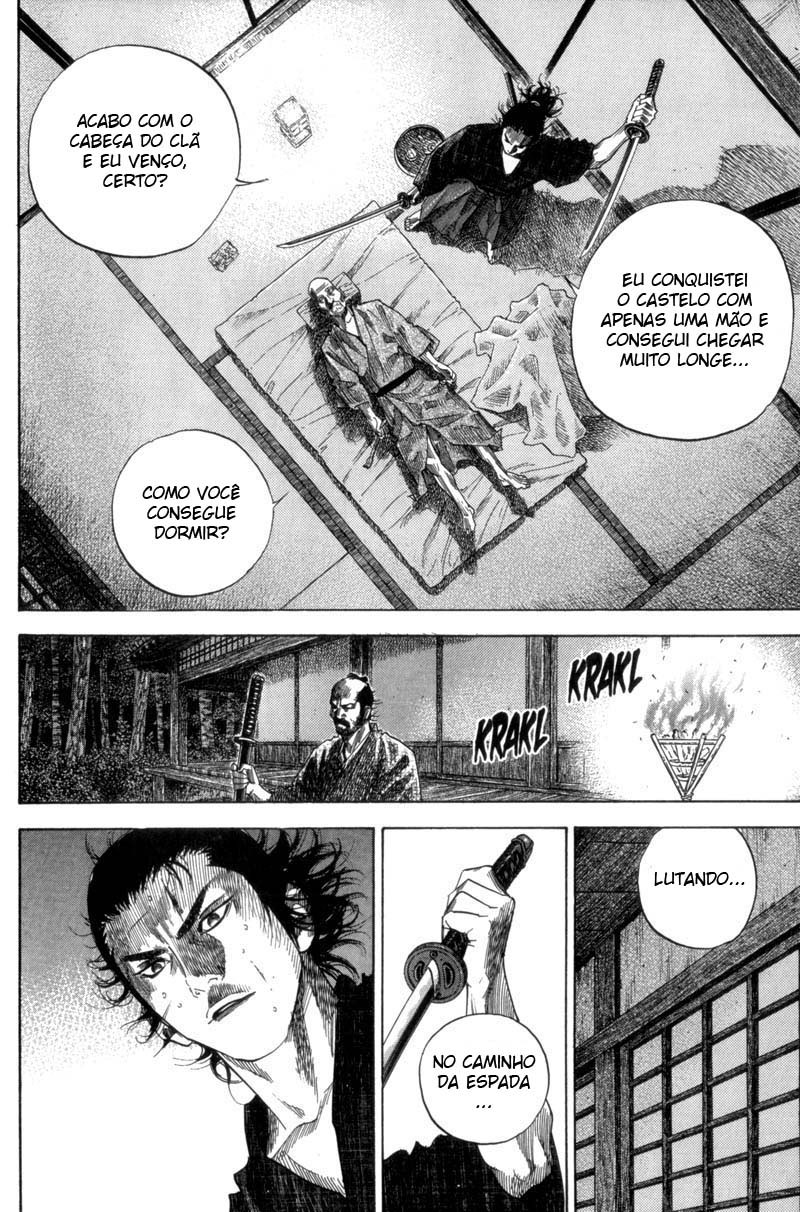 ACABO COM O
CABEÇA DO CLÃ
E EU VENÇO,
CERTO?
EU CONQUISTEI
O CASTELO COM
APENAS UMA MÃO E
CONSEGUI CHEGAR
MUITO LONGE...
COMO VOCÊ
CONSEGUE
DORMIR?
KRAKL
KRAKL
LUTANDO...
NO CAMINHO
DA ESPADA
...